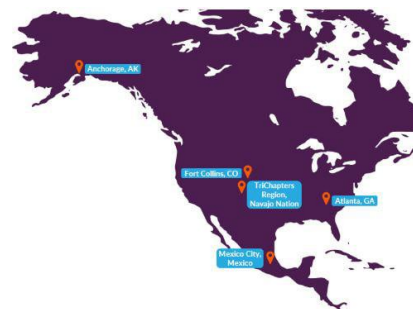 Anchorage, AK
Fort Collins, CO
TriChapters
Region,
Navajo Nation
Atlanta, GA
Mexico City,
Mexico